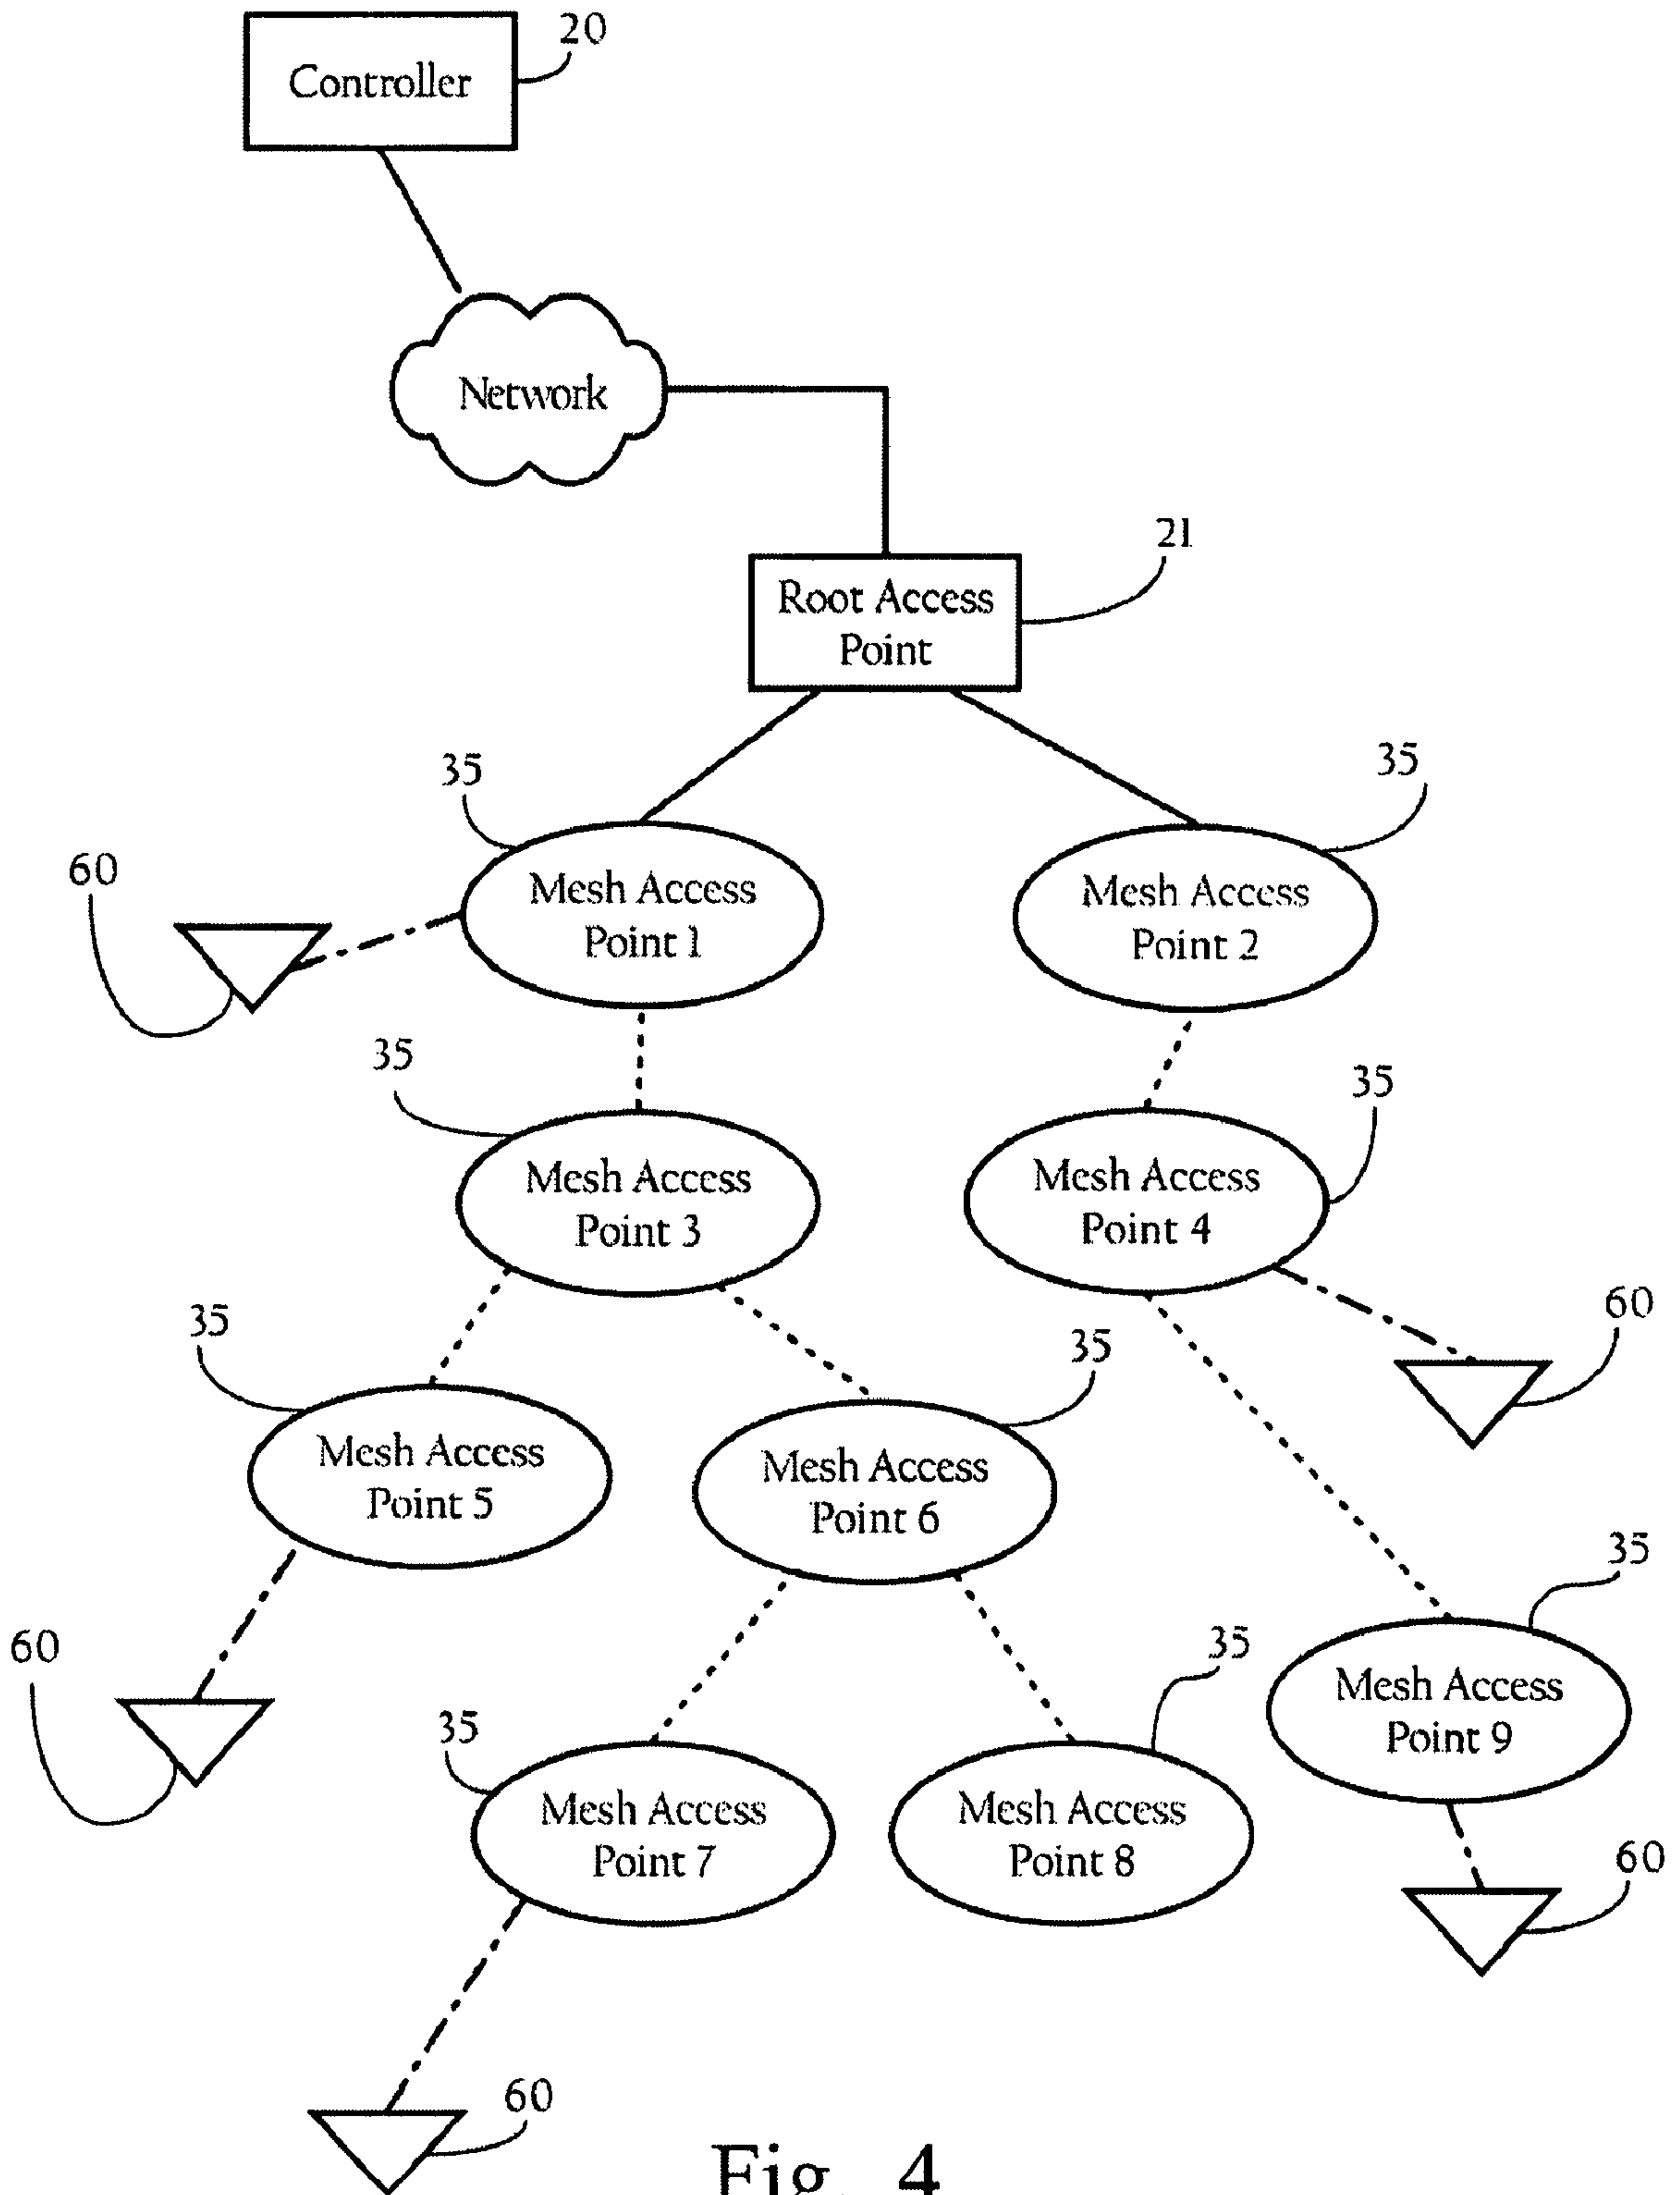 20
Controller
Network
21
Root Access
Point
35
35
60
Mesh Access
Point 1
Mesh Access
Point 2
35
35
Mesh Access
Point 3
Mesh Access
Point 4
60
35
35
Mesh Access
Point 5
Mesh Access
Point 6
35
60
35
Mesh Access
Point 9
35
Mesh Access
Point 7
Mesh Access
Point 8
60
60
Fig. 4